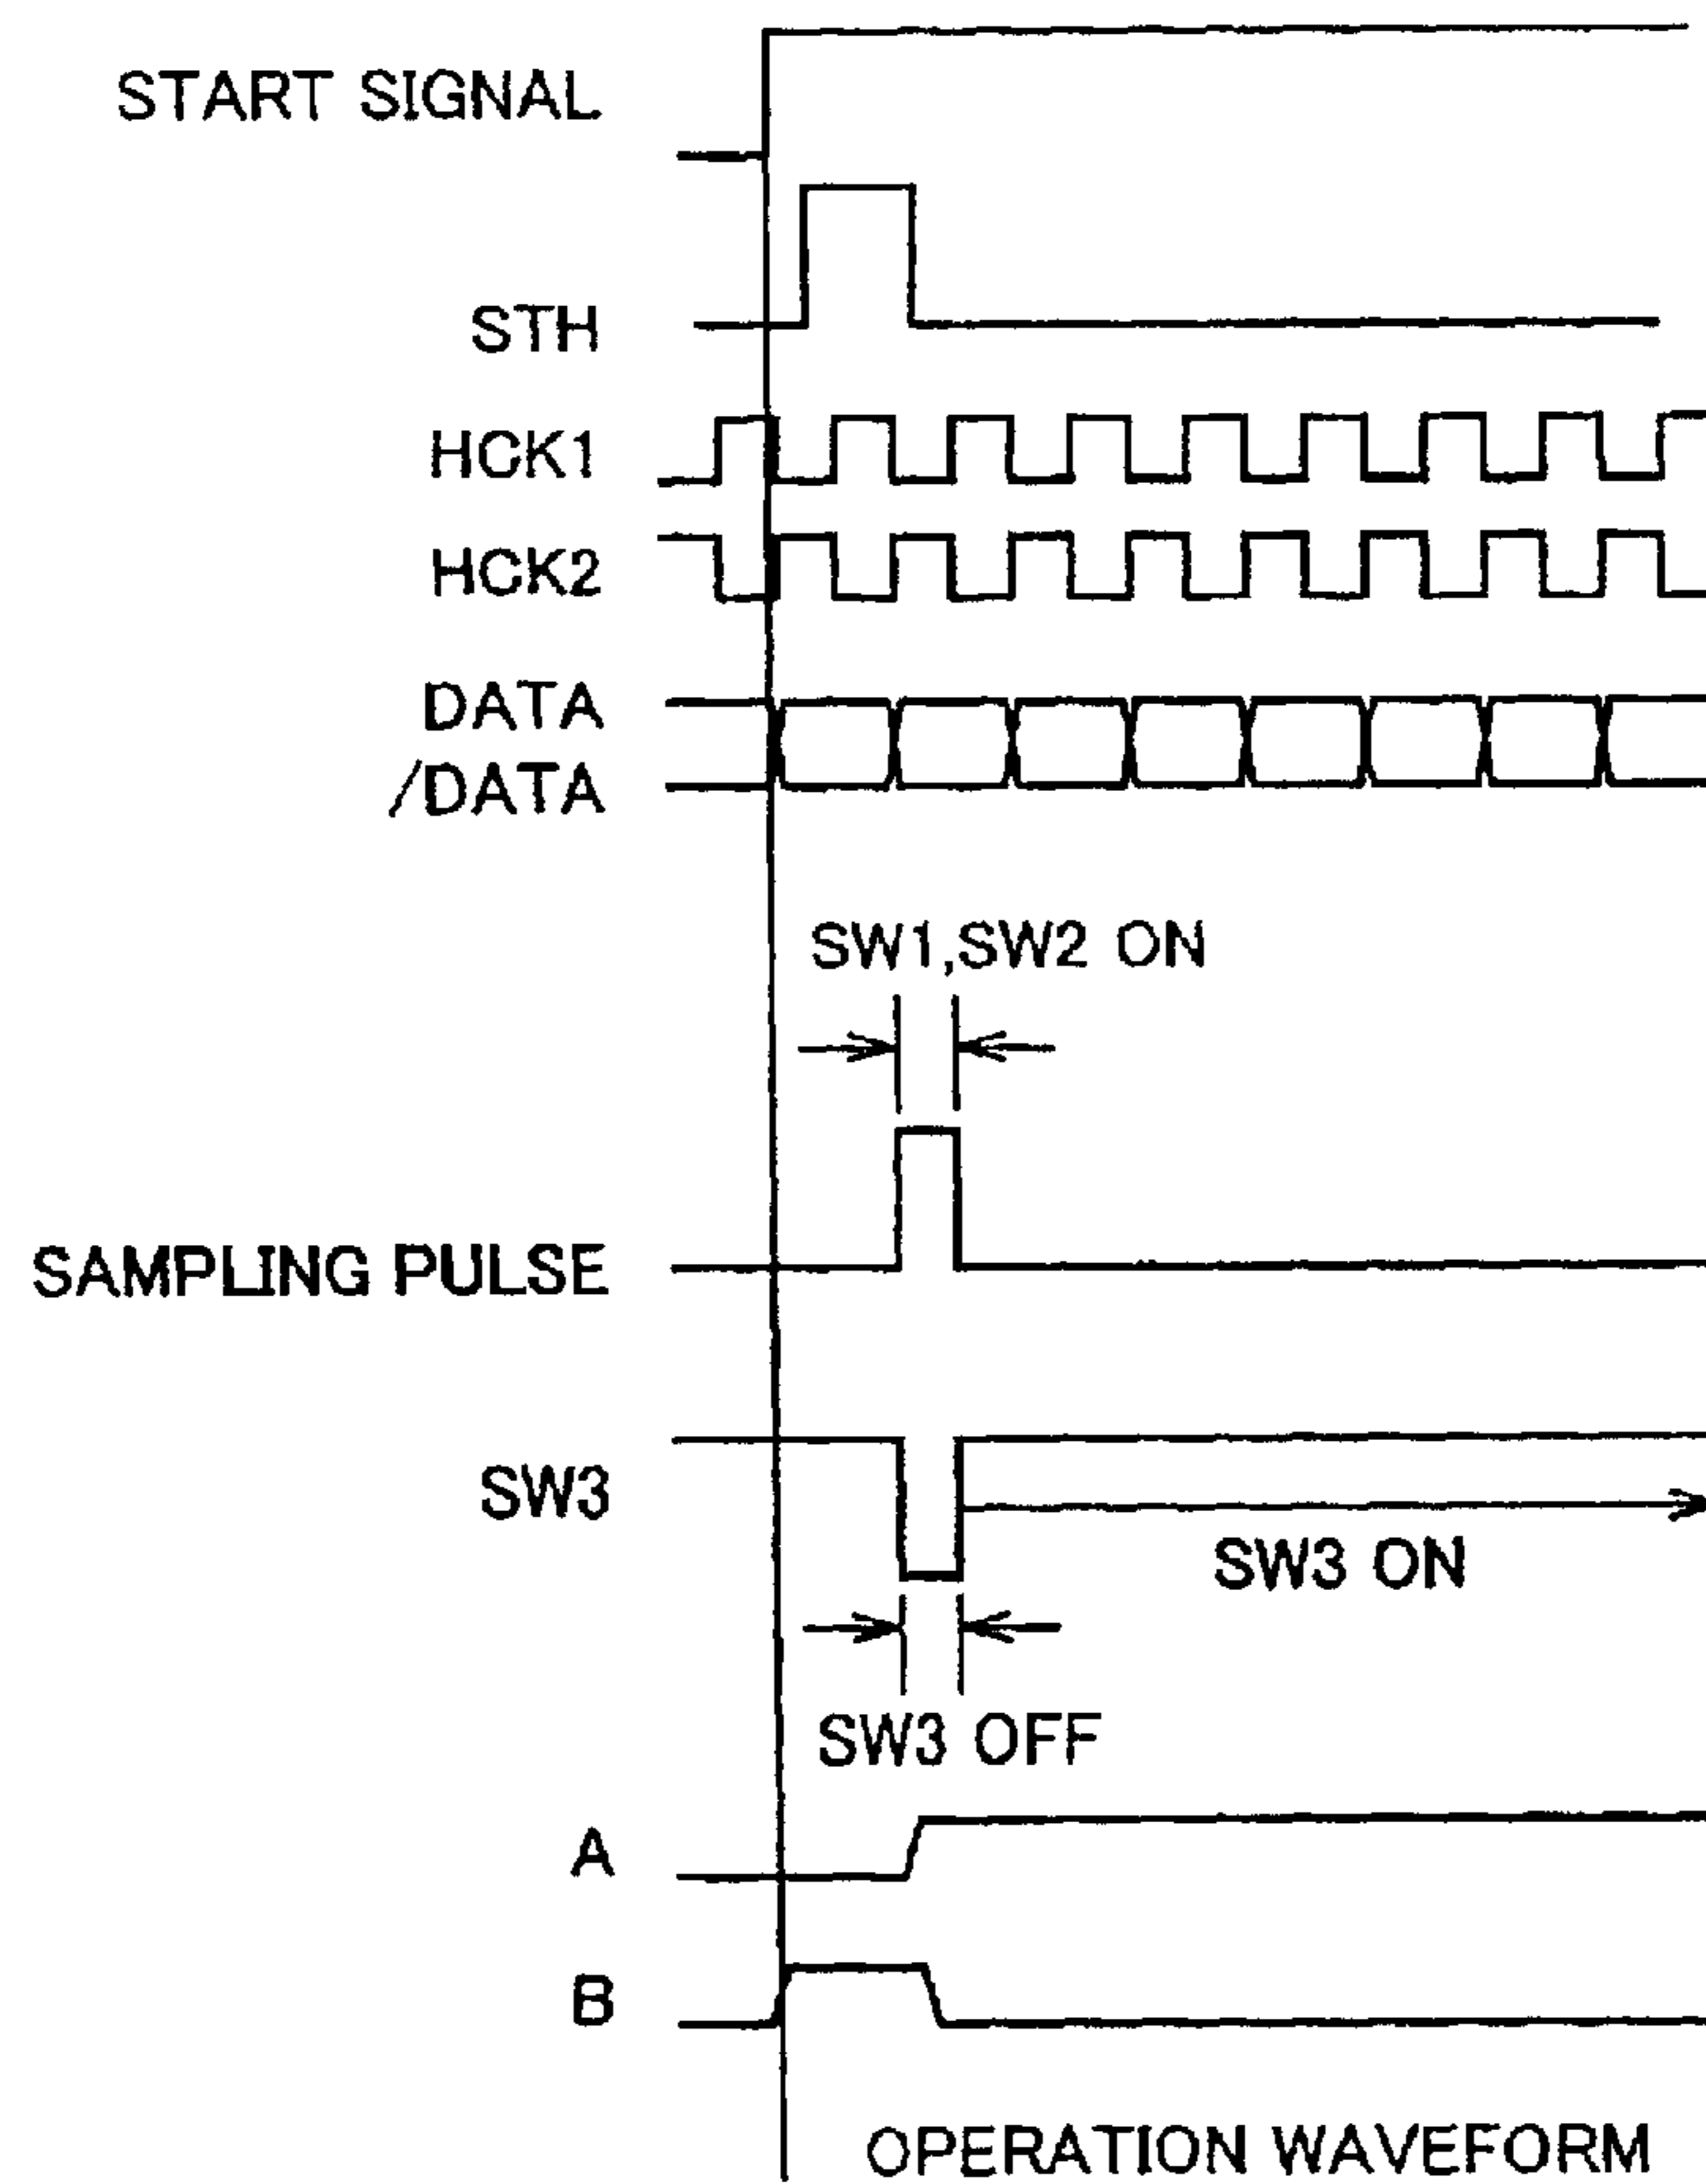 START SIGNAL
STH
HCK1
HCK2
DATA
/DATA
SW1,SW2 ON
SAMPLING PULSE
SW3
SW3 ON
SW3 OFF
A
B
OPERATION WAVEFORM